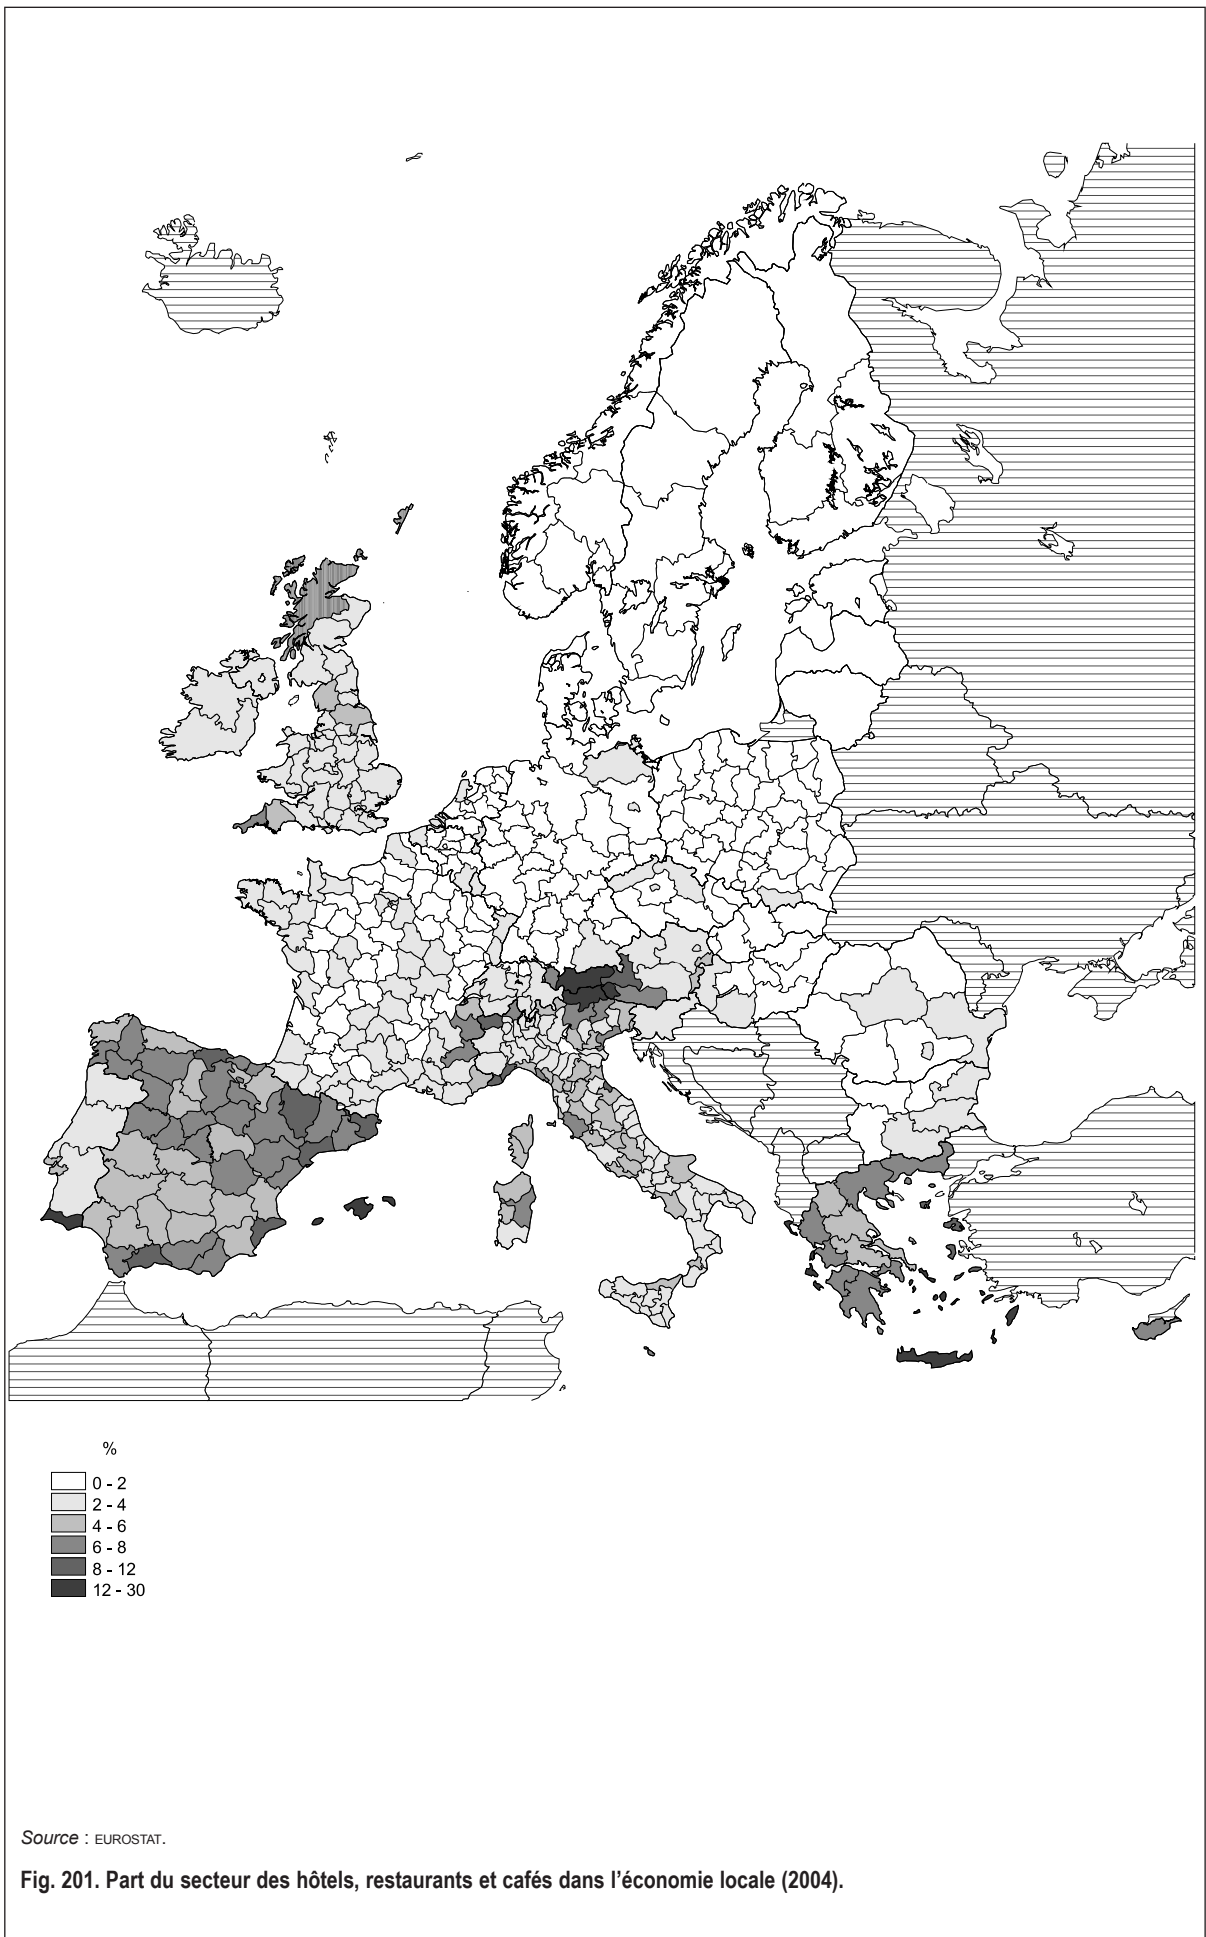 %
0 - 2
2 - 4
4 - 6
6 - 8
8 - 12
12 - 30
Source : EUROSTAT.
Fig. 201. Part du secteur des hôtels, restaurants et cafés dans l’économie locale (2004).